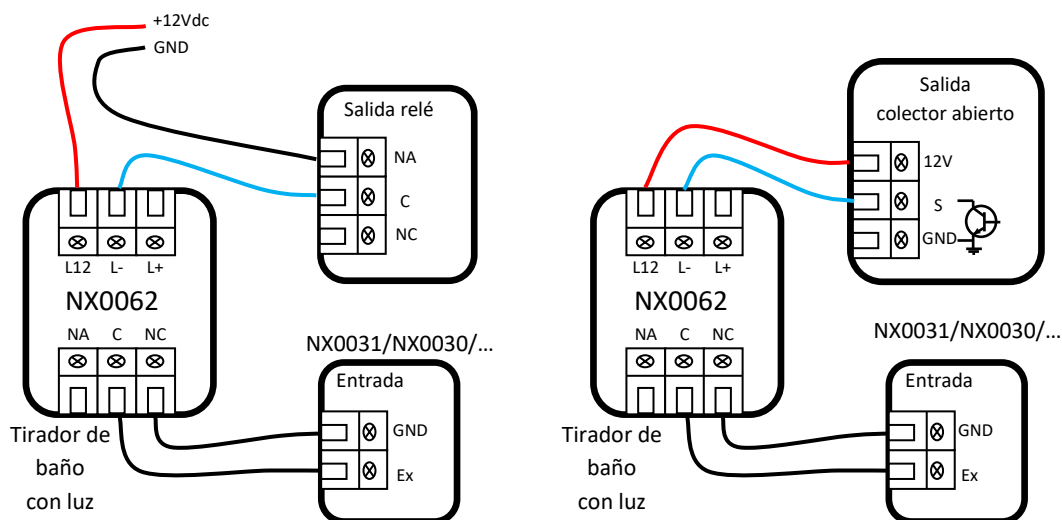 +12Vdc
GND
Salida relé
NA
C
NC
L12 L- L+
NX0062
NA C NC
Tirador de
baño
con luz
NX0031/NX0030/...
Entrada
GND
Ex
Salida
colector abierto
12V
S
GND
L12 L- L+
NX0062
NA C NC
Tirador de
baño
con luz
NX0031/NX0030/...
Entrada
GND
Ex